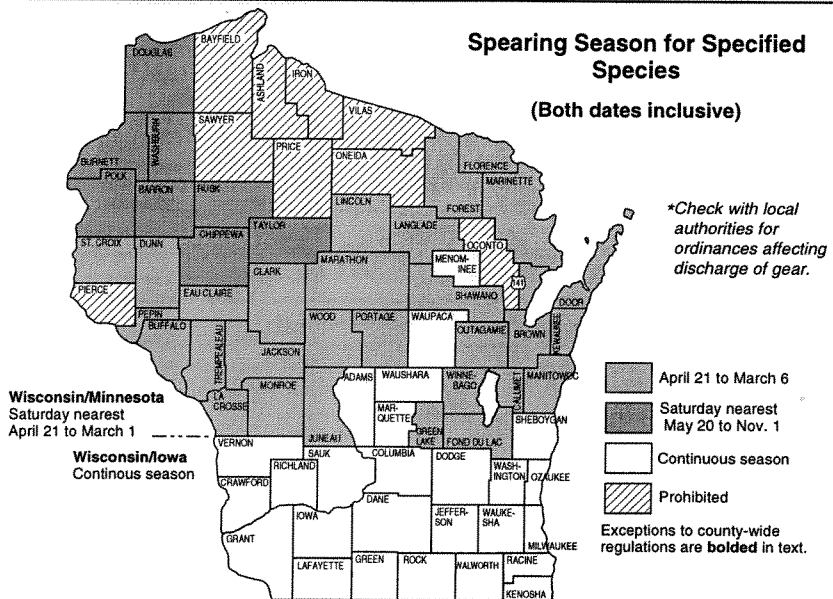 Spearing Season for Specified
Species
(Both dates inclusive)
DOUGLAS
BAYFIELD
ASHLAND
IRON
VILAS
SAWYER
WASHBURN
BURNETT
PRICE
ONEIDA
FLORENCE
MARINETTE
POLK
BARRON
RUSK
LINCOLN
FOREST
LANGLADE
CHIPPEWA
TAYLOR
OCONTO
*Check with local
authorities for
ordinances affecting
discharge of gear.
ST. CROIX
DUNN
MARATHON
MENOM-
INEE
CLARK
141
PIERCE
EAU CLAIRE
SHAWANO
DOOR
PEPIN
BUFFALO
TREMPEALEAU
WOOD
PORTAGE
WAUPACA
OUTAGAMIE
BROWN
KEWAUNEE
JACKSON
April 21 to March 6
ADAMS
WAUSHARA
WINNE-
BAGO
CALUMET
MANITOWOC
Wisconsin/Minnesota
Saturday nearest
April 21 to March 1
LA
CROSSE
MONROE
MAR-
QUETTE
GREEN
LAKE
Saturday nearest
May 20 to Nov. 1
SHEBOYGAN
VERNON
JUNEAU
FOND DU LAC
Wisconsin/Iowa
Continous season
SAUK
COLUMBIA
DODGE
Continuous season
RICHLAND
WASH-
INGTON
OZAUKEE
CRAWFORD
DANE
Prohibited
IOWA
JEFFER-
SON
WAUKE-
SHA
GRANT
MILWAUKEE
Exceptions to county-wide
regulations are bolded in text.
LAFAYETTE
GREEN
ROCK
WALWORTH
RACINE
KENOSHA